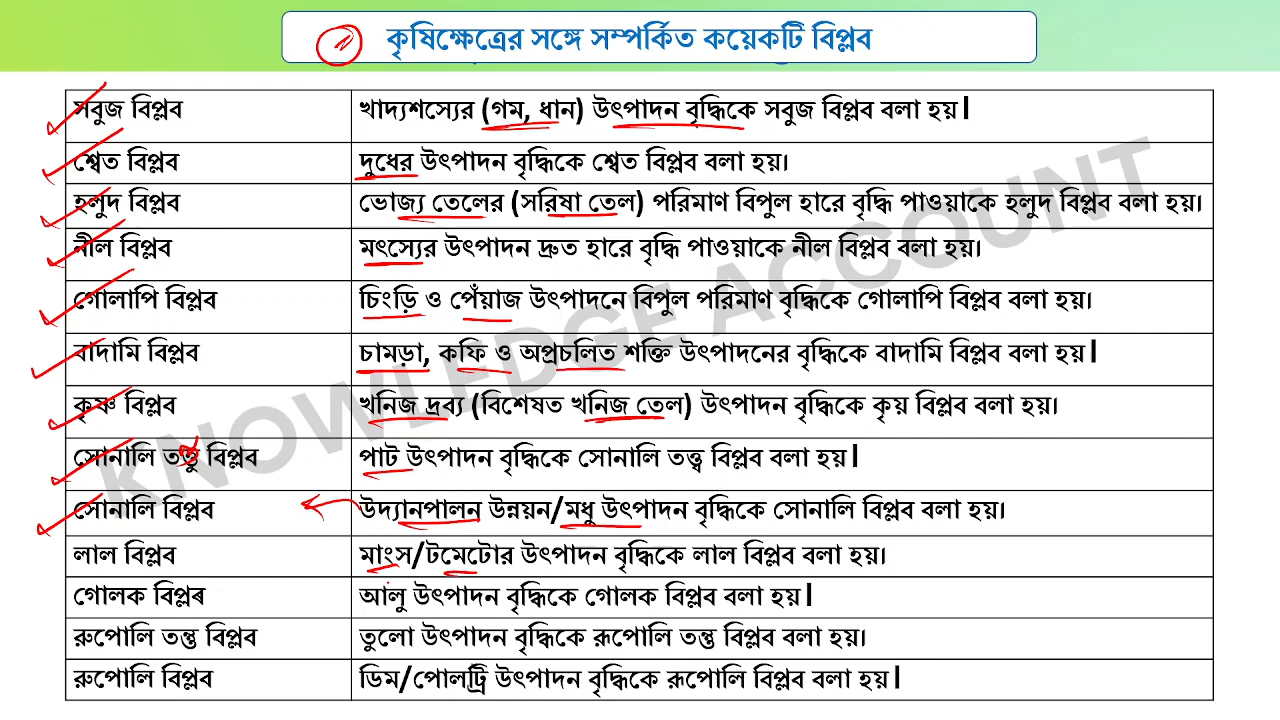 কৃষিক্ষেত্রের সঙ্গে সম্পর্কিত কয়েকটি বিপ্লব
সবুজ বিপ্লব খাদ্যশস্যের (গম, ধান) উৎপাদন বৃদ্ধিকে সবুজ বিপ্লব বলা হয়।
শ্বেত বিপ্লব দুধের উৎপাদন বৃদ্ধিকে শ্বেত বিপ্লব বলা হয়।
হলুদ বিপ্লব ভোজ্য তেলের (সরিষা তেল) পরিমাণ বিপুল হারে বৃদ্ধি পাওয়াকে হলুদ বিপ্লব বলা হয়।
নীল বিপ্লব মৎস্যের উৎপাদন দ্রুত হারে বৃদ্ধি পাওয়াকে নীল বিপ্লব বলা হয়।
গোলাপি বিপ্লব চিংড়ি ও পেঁয়াজ উৎপাদনে বিপুল পরিমাণ বৃদ্ধিকে গোলাপি বিপ্লব বলা হয়।
বাদামি বিপ্লব চামড়া, কফি ও অপ্রচলিত শক্তি উৎপাদনের বৃদ্ধিকে বাদামি বিপ্লব বলা হয়।
কৃষ্ণ বিপ্লব খনিজ দ্রব্য (বিশেষত খনিজ তেল) উৎপাদন বৃদ্ধিকে কৃয় বিপ্লব বলা হয়।
সোনালি তন্তু বিপ্লব পাট উৎপাদন বৃদ্ধিকে সোনালি তত্ত্ব বিপ্লব বলা হয়।
সোনালি বিপ্লব উদ্যানপালন উন্নয়ন/মধু উৎপাদন বৃদ্ধিকে সোনালি বিপ্লব বলা হয়।
লাল বিপ্লব মাংস/টমেটোর উৎপাদন বৃদ্ধিকে লাল বিপ্লব বলা হয়।
গোলক বিপ্লৰ আলু উৎপাদন বৃদ্ধিকে গোলক বিপ্লব বলা হয়।
রুপোলি তন্তু বিপ্লব তুলো উৎপাদন বৃদ্ধিকে রূপোলি তন্তু বিপ্লব বলা হয়।
রুপোলি বিপ্লব ডিম/পোলট্রি উৎপাদন বৃদ্ধিকে রূপোলি বিপ্লব বলা হয়।
KNOWLEDGE ACCOUNT